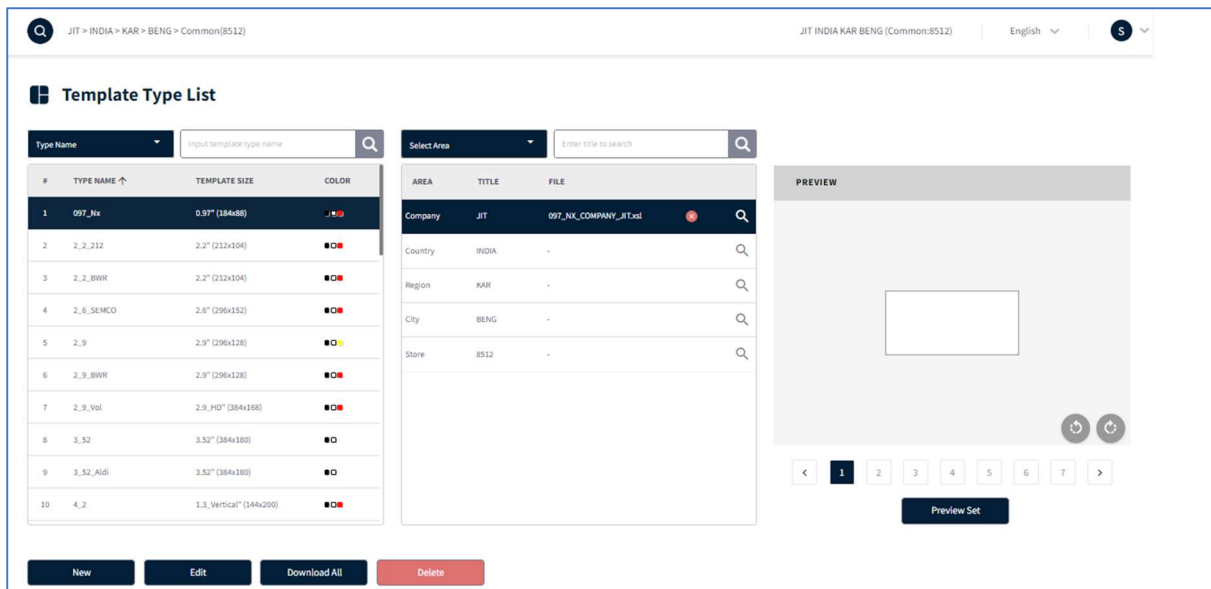 JIT > INDIA > KAR > BENG > Common(8512)
JIT INDIA KAR BENG (Common:8512)
English
S
Template Type List
Type Name
Input template type name
Select Area
Enter title to search
# TYPE NAME ↑ TEMPLATE SIZE COLOR
1 097_Nx 0.97" (184x88)
2 2_2_212 2.2" (212x104)
3 2_2_BWR 2.2" (212x104)
4 2_6_SEMCO 2.6" (296x152)
5 2_9 2.9" (296x128)
6 2_9_BWR 2.9" (296x128)
7 2_9_Vol 2.9_HD" (384x168)
8 3_52 3.52" (384x180)
9 3_52_Aldi 3.52" (384x180)
10 4_2 1.3_Vertical" (144x200)
AREA TITLE FILE
Company JIT 097_NX_COMPANY_JIT.xsl
Country INDIA -
Region KAR -
City BENG -
Store 8512 -
PREVIEW
< 1 2 3 4 5 6 7 >
Preview Set
New
Edit
Download All
Delete